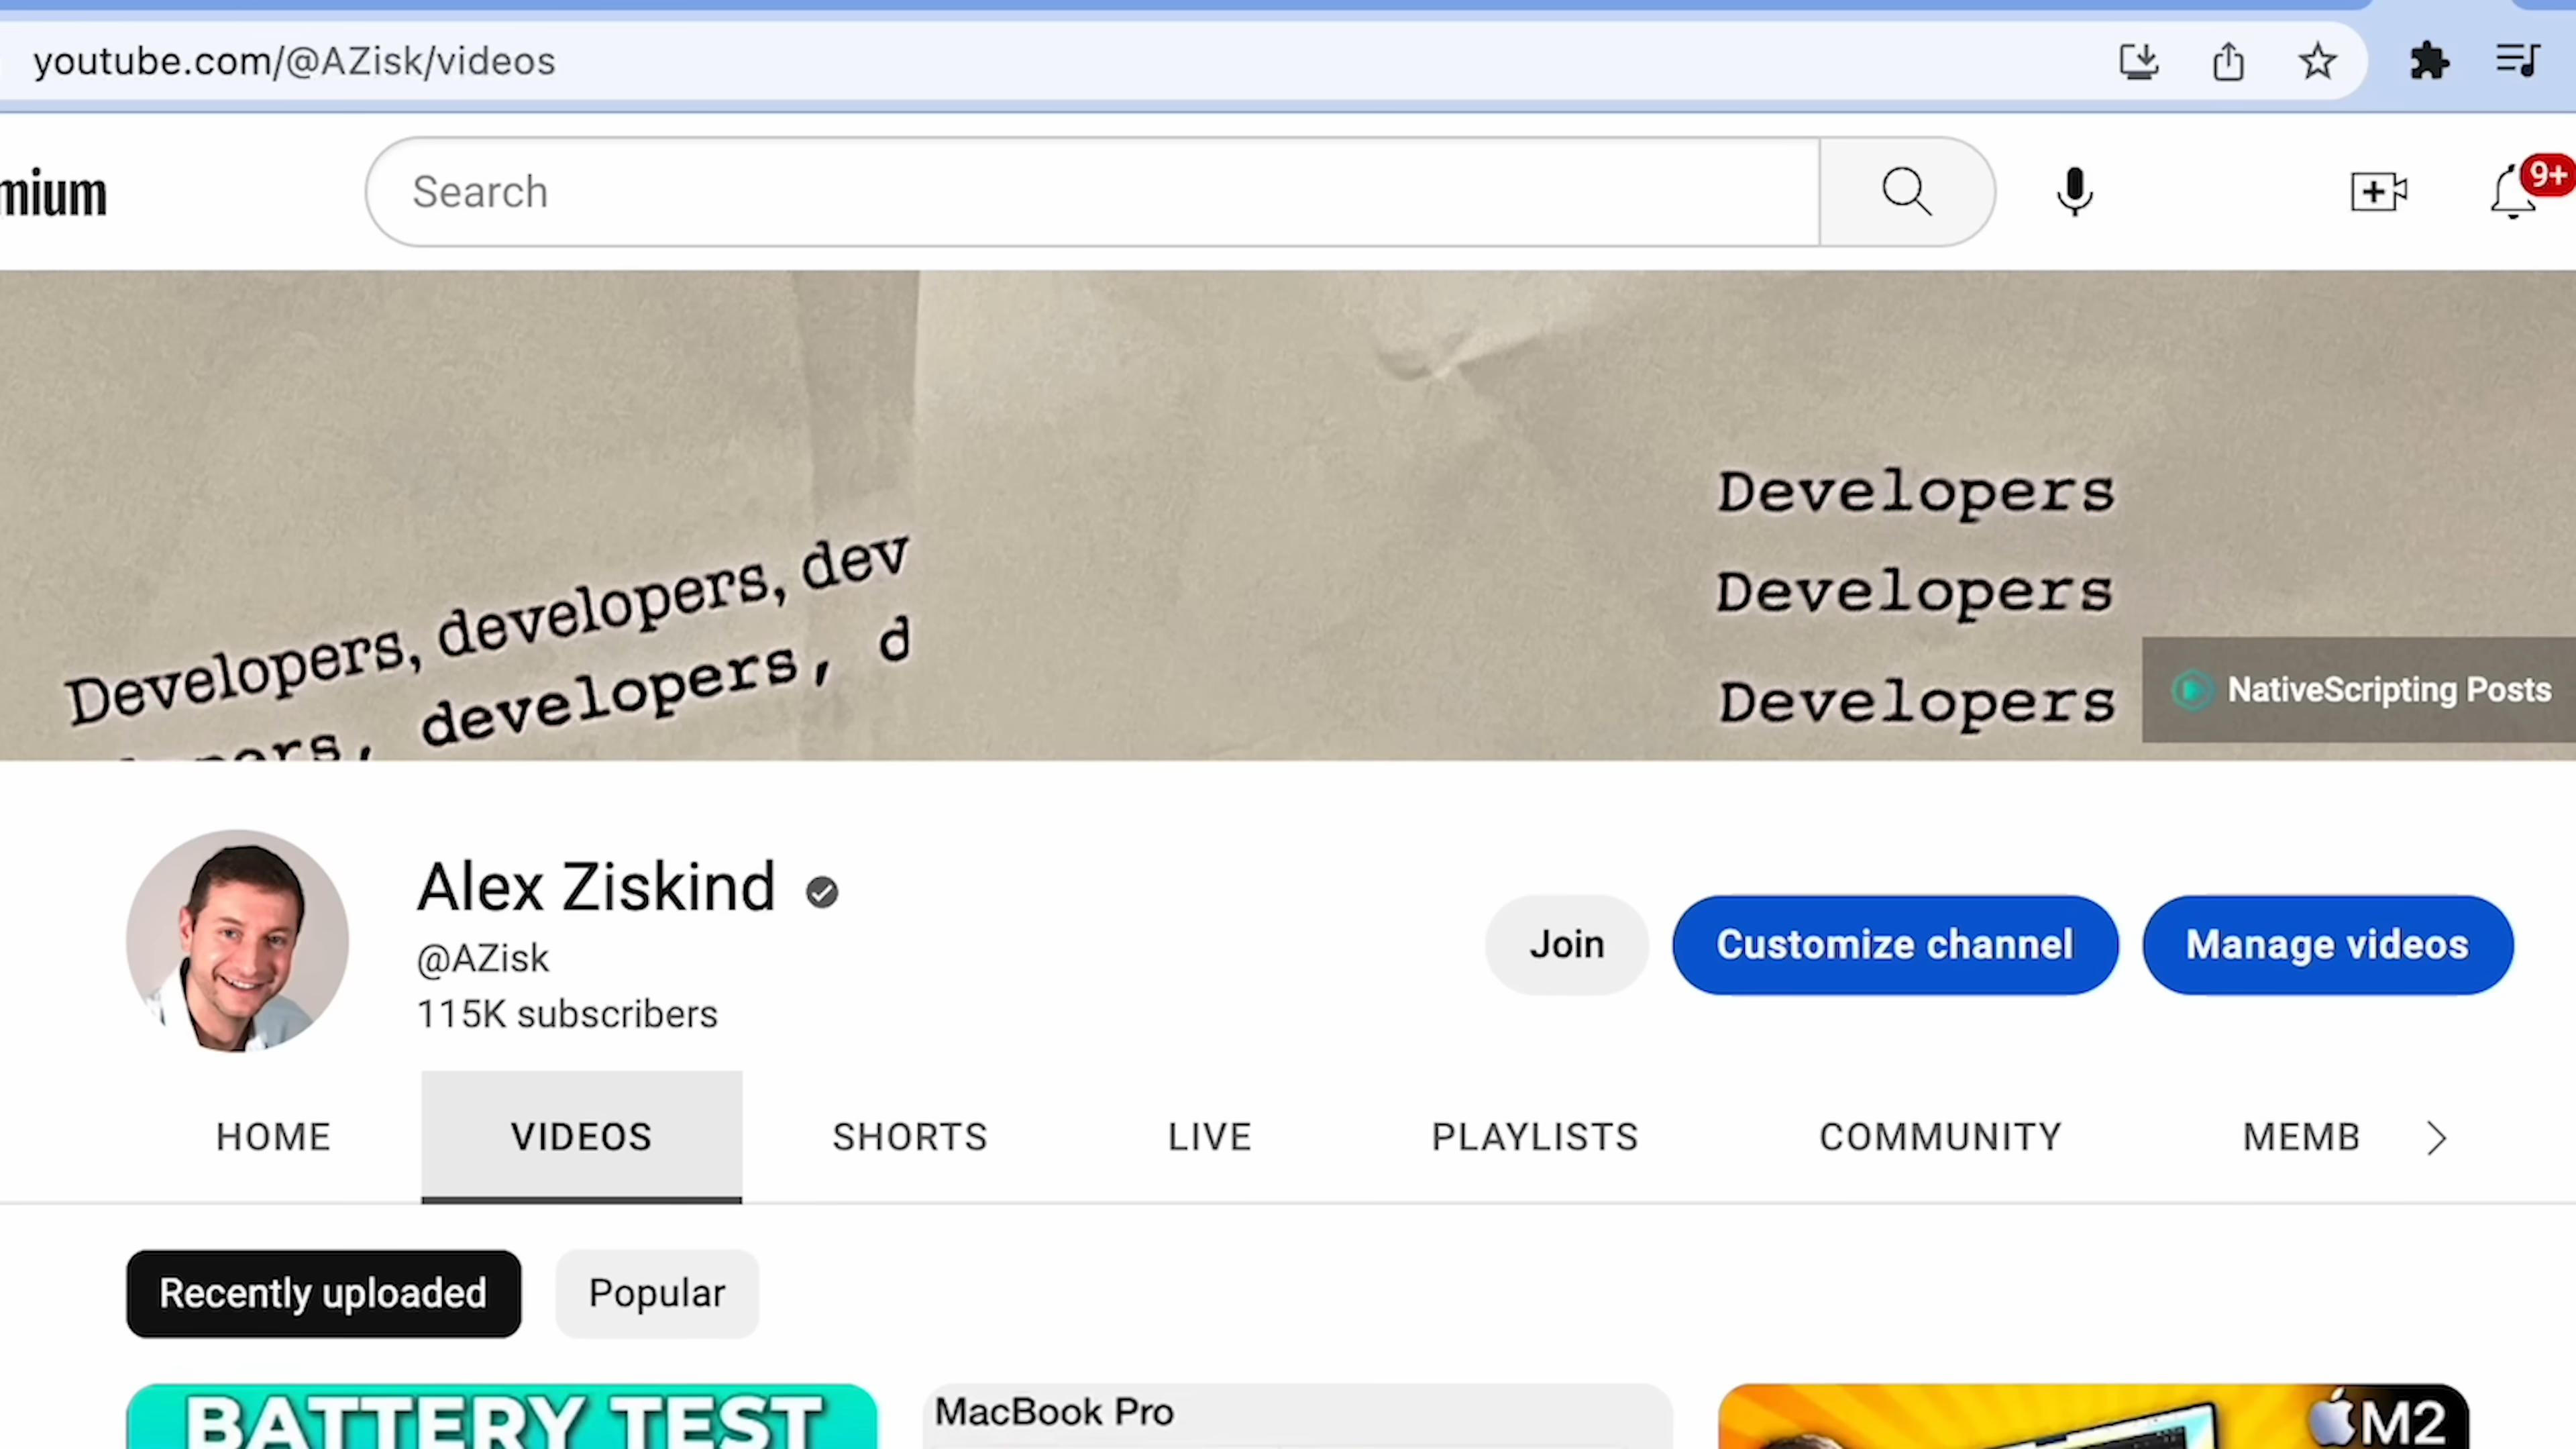 youtube.com/@AZisk/videos
mium
Search
9+
Developers, developers, dev
developers, d
Developers
Developers
Developers
NativeScripting Posts
Alex Ziskind
@AZisk
115K subscribers
Join
Customize channel
Manage videos
HOME
VIDEOS
SHORTS
LIVE
PLAYLISTS
COMMUNITY
MEMB
Recently uploaded
Popular
BATTERY TEST
MacBook Pro
M2